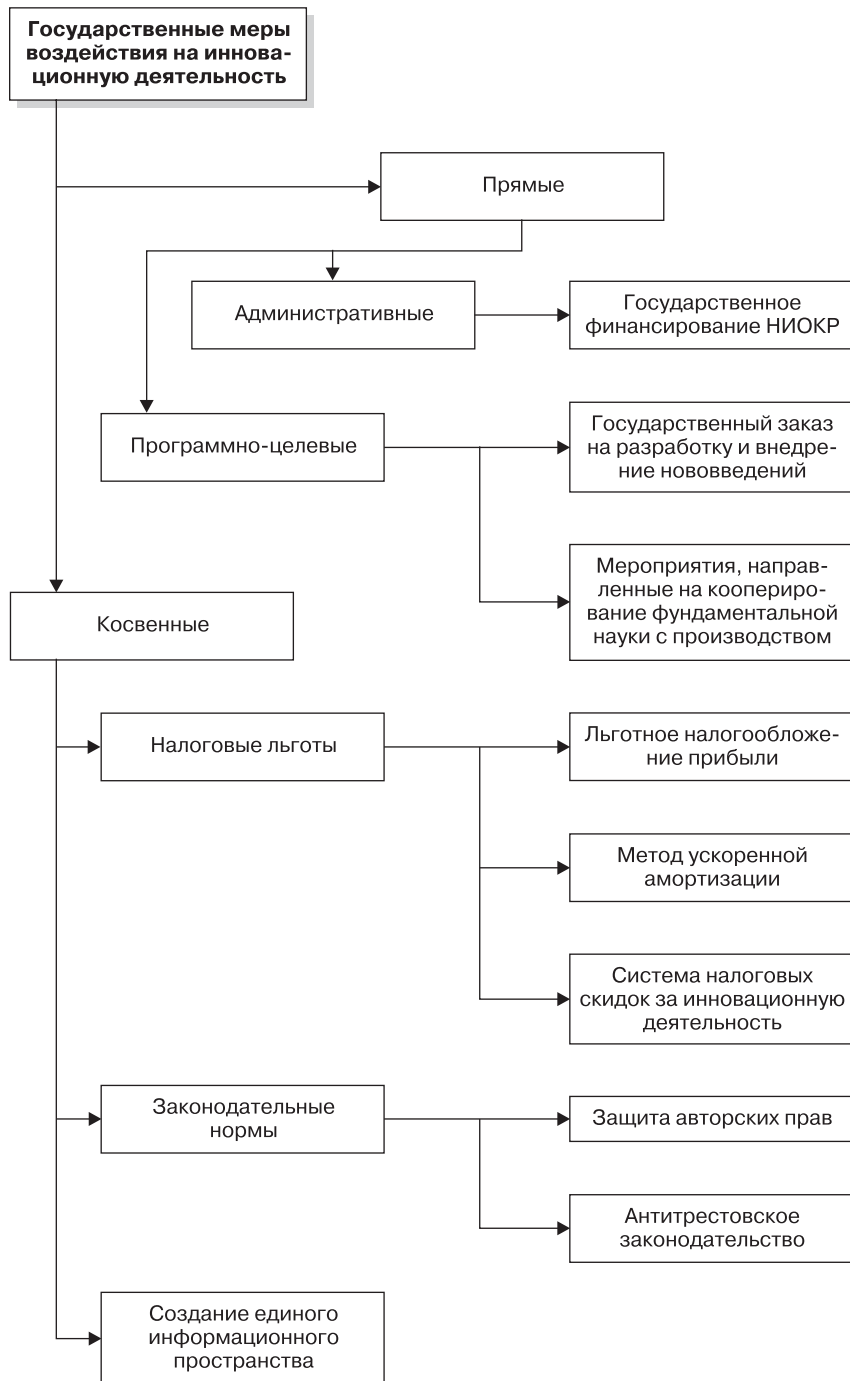 Государственные меры
воздействия на иннова-
ционную деятельность
Прямые
Административные
Государственное
финансирование НИОКР
Программно-целевые
Государственный заказ
на разработку и внедре-
ние нововведений
Мероприятия, направ-
ленные на коопериро-
вание фундаментальной
науки с производством
Косвенные
Налоговые льготы
Льготное налогообложе-
ние прибыли
Метод ускоренной
амортизации
Система налоговых
скидок за инновационную
деятельность
Законодательные
нормы
Защита авторских прав
Антитрестовское
законодательство
Создание единого
информационного
пространства